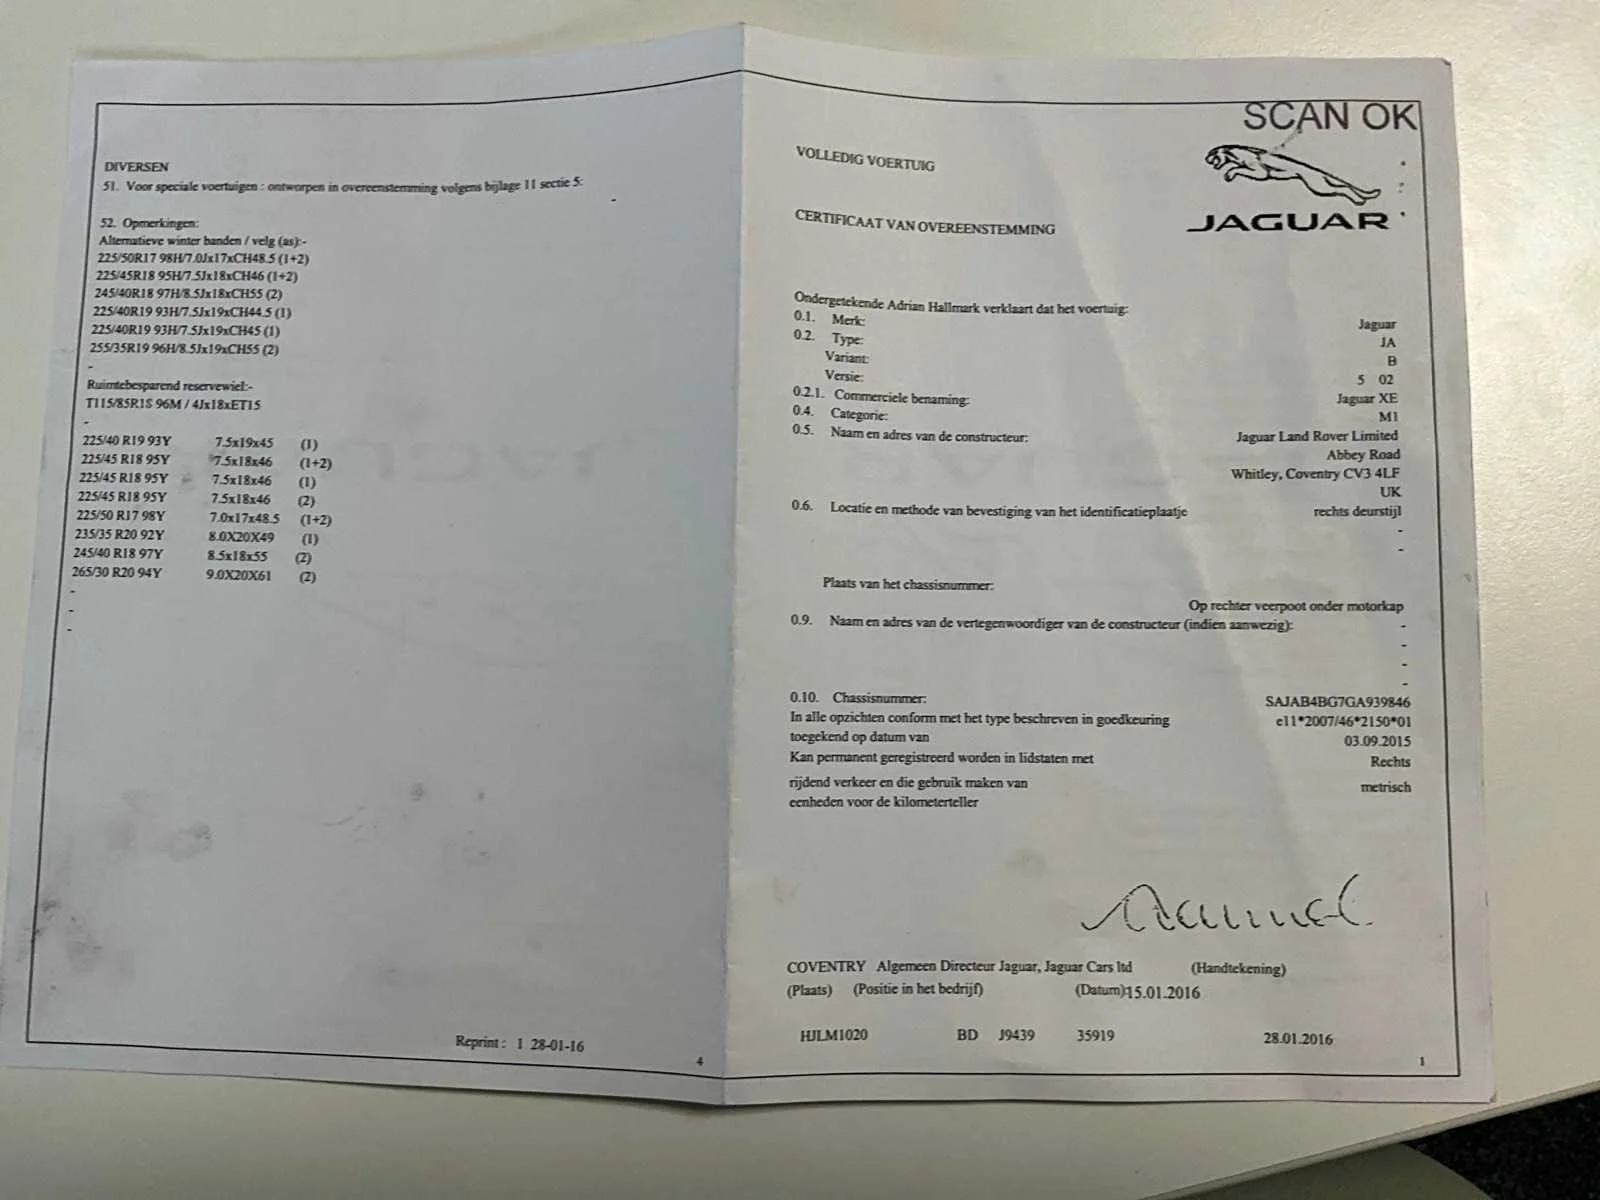 DIVERSEN
51. Voor speciale voertuigen : ontworpen in overeenstemming volgens bijlage 11 sectie 5:
-
52. Opmerkingen:
Alternatieve winter banden / velg (as):-
225/50R17 98H/7.0Jx17xCH48.5 (1+2)
225/45R18 95H/7.5Jx18xCH46 (1+2)
245/40R18 97H/8.5Jx18xCH55 (2)
225/40R19 93H/7.5Jx19xCH44.5 (1)
225/40R19 93H/7.5Jx19xCH45 (1)
255/35R19 96H/8.5Jx19xCH55 (2)
-
Ruimtebesparend reservewiel:-
T115/85R18 96M / 4Jx18xET15
-
225/40 R19 93Y 7.5x19x45 (1)
225/45 R18 95Y 7.5x18x46 (1+2)
225/45 R18 95Y 7.5x18x46 (1)
225/45 R18 95Y 7.5x18x46 (2)
225/50 R17 98Y 7.0x17x48.5 (1+2)
235/35 R20 92Y 8.0X20X49 (1)
245/40 R18 97Y 8.5x18x55 (2)
265/30 R20 94Y 9.0X20X61 (2)
-
-
-
Reprint : 1 28-01-16
4
SCAN OK
JAGUAR
VOLLEDIG VOERTUIG
CERTIFICAAT VAN OVEREENSTEMMING
Ondergetekende Adrian Hallmark verklaart dat het voertuig:
0.1. Merk: Jaguar
0.2. Type: JA
Variant: B
Versie: 5 02
0.2.1. Commerciele benaming: Jaguar XE
0.4. Categorie: M1
0.5. Naam en adres van de constructeur: Jaguar Land Rover Limited
Abbey Road
Whitley, Coventry CV3 4LF
UK
0.6. Locatie en methode van bevestiging van het identificatieplaatje rechts deurstijl
-
-
Plaats van het chassisnummer:
Op rechter veerpoot onder motorkap
0.9. Naam en adres van de vertegenwoordiger van de constructeur (indien aanwezig): -
-
-
-
0.10. Chassisnummer: SAJAB4BG7GA939846
In alle opzichten conform met het type beschreven in goedkeuring e11*2007/46*2150*01
toegekend op datum van 03.09.2015
Kan permanent geregistreerd worden in lidstaten met Rechts
rijdend verkeer en die gebruik maken van metrisch
eenheden voor de kilometerteller
COVENTRY Algemeen Directeur Jaguar, Jaguar Cars ltd (Handtekening)
(Plaats) (Positie in het bedrijf) (Datum)15.01.2016
HJLM1020 BD J9439 35919 28.01.2016
1